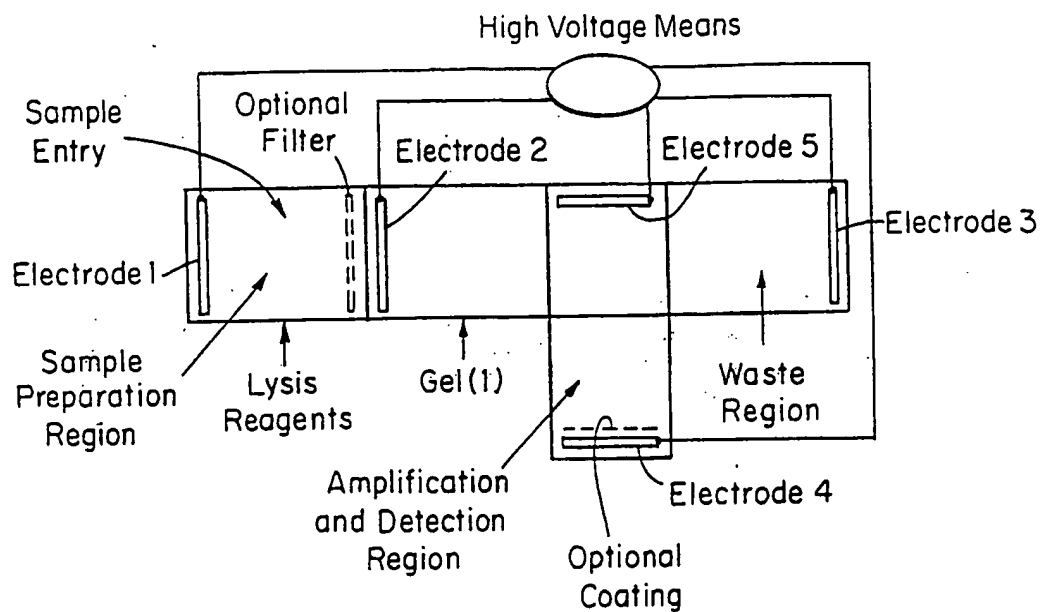 High Voltage Means
Sample
Entry
Optional
Filter
Electrode 2
Electrode 5
Electrode 3
Electrode 1
Sample
Preparation
Region
Lysis
Reagents
Gel (1)
Waste
Region
Amplification
and Detection
Region
Electrode 4
Optional
Coating